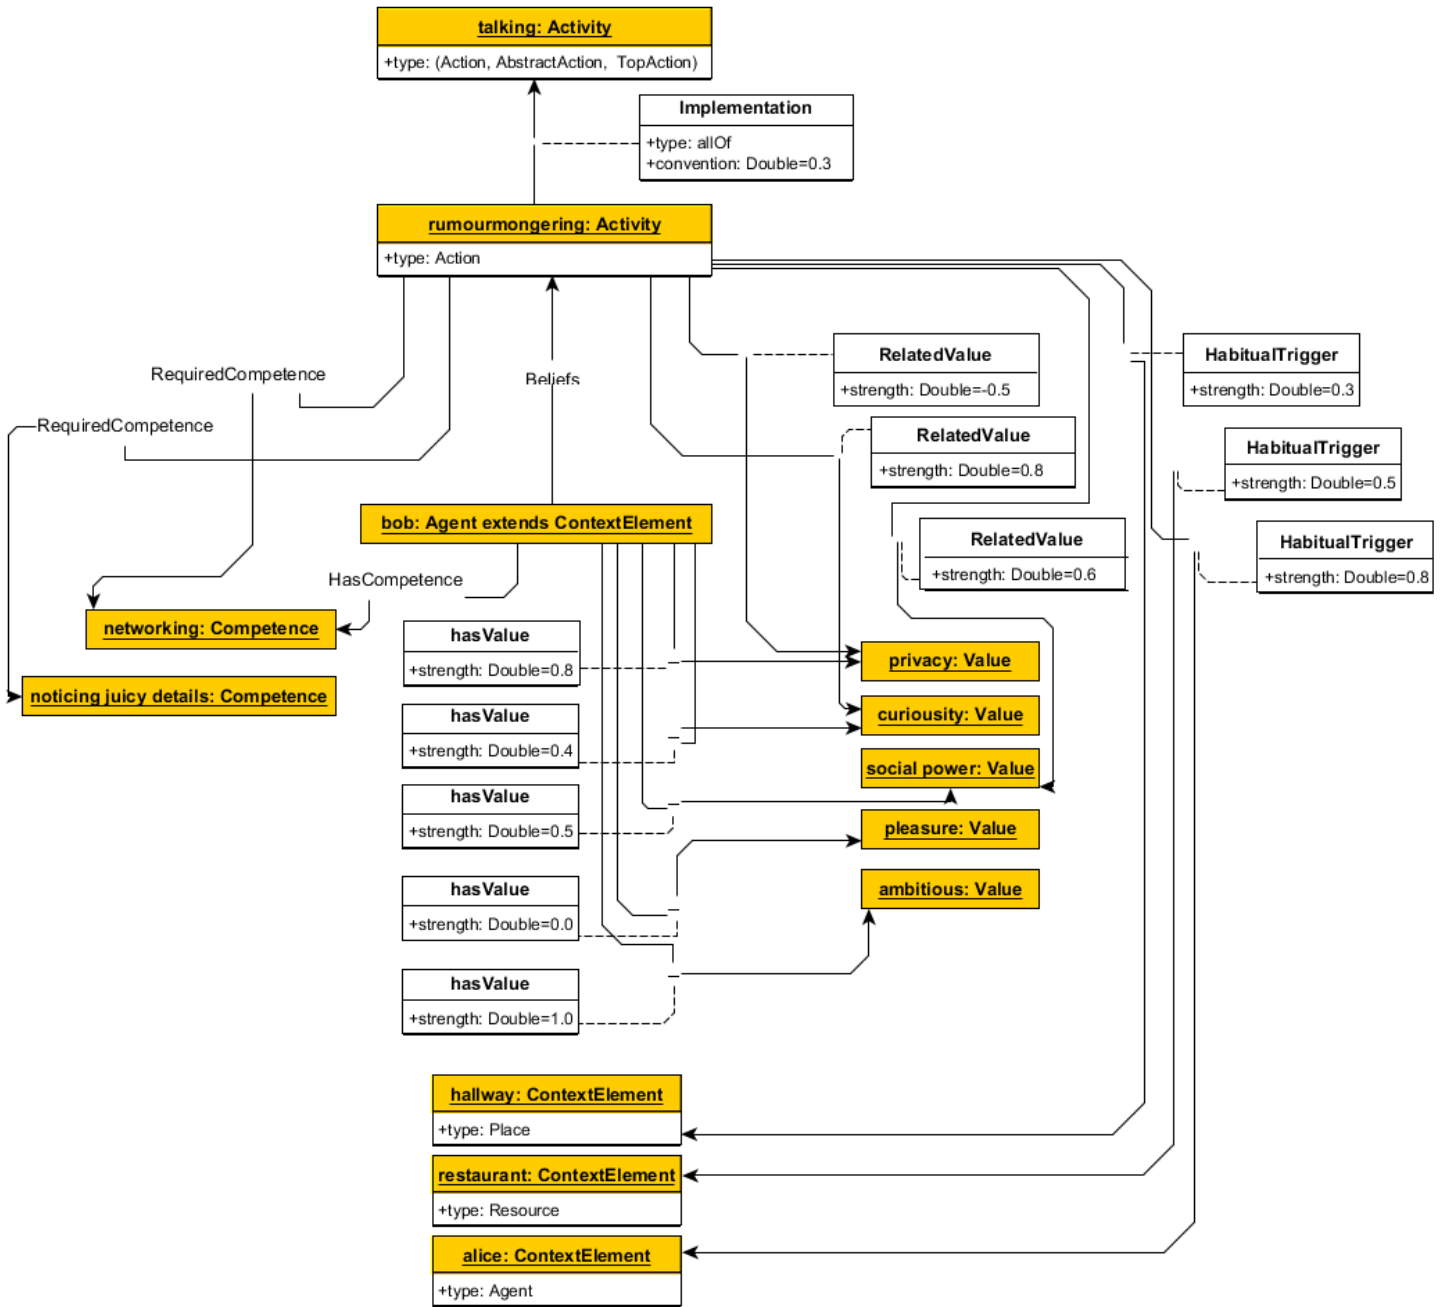 talking: Activity
+type: (Action, AbstractAction, TopAction)
Implementation
+type: allOf
+convention: Double=0.3
rumourmongering: Activity
+type: Action
RequiredCompetence
RequiredCompetence
Beliefs
RelatedValue
+strength: Double=-0.5
HabitualTrigger
+strength: Double=0.3
RelatedValue
+strength: Double=0.8
HabitualTrigger
+strength: Double=0.5
bob: Agent extends ContextElement
RelatedValue
+strength: Double=0.6
HabitualTrigger
+strength: Double=0.8
HasCompetence
networking: Competence
noticing juicy details: Competence
hasValue
+strength: Double=0.8
privacy: Value
hasValue
+strength: Double=0.4
curiousity: Value
social power: Value
hasValue
+strength: Double=0.5
pleasure: Value
hasValue
+strength: Double=0.0
ambitious: Value
hasValue
+strength: Double=1.0
hallway: ContextElement
+type: Place
restaurant: ContextElement
+type: Resource
alice: ContextElement
+type: Agent